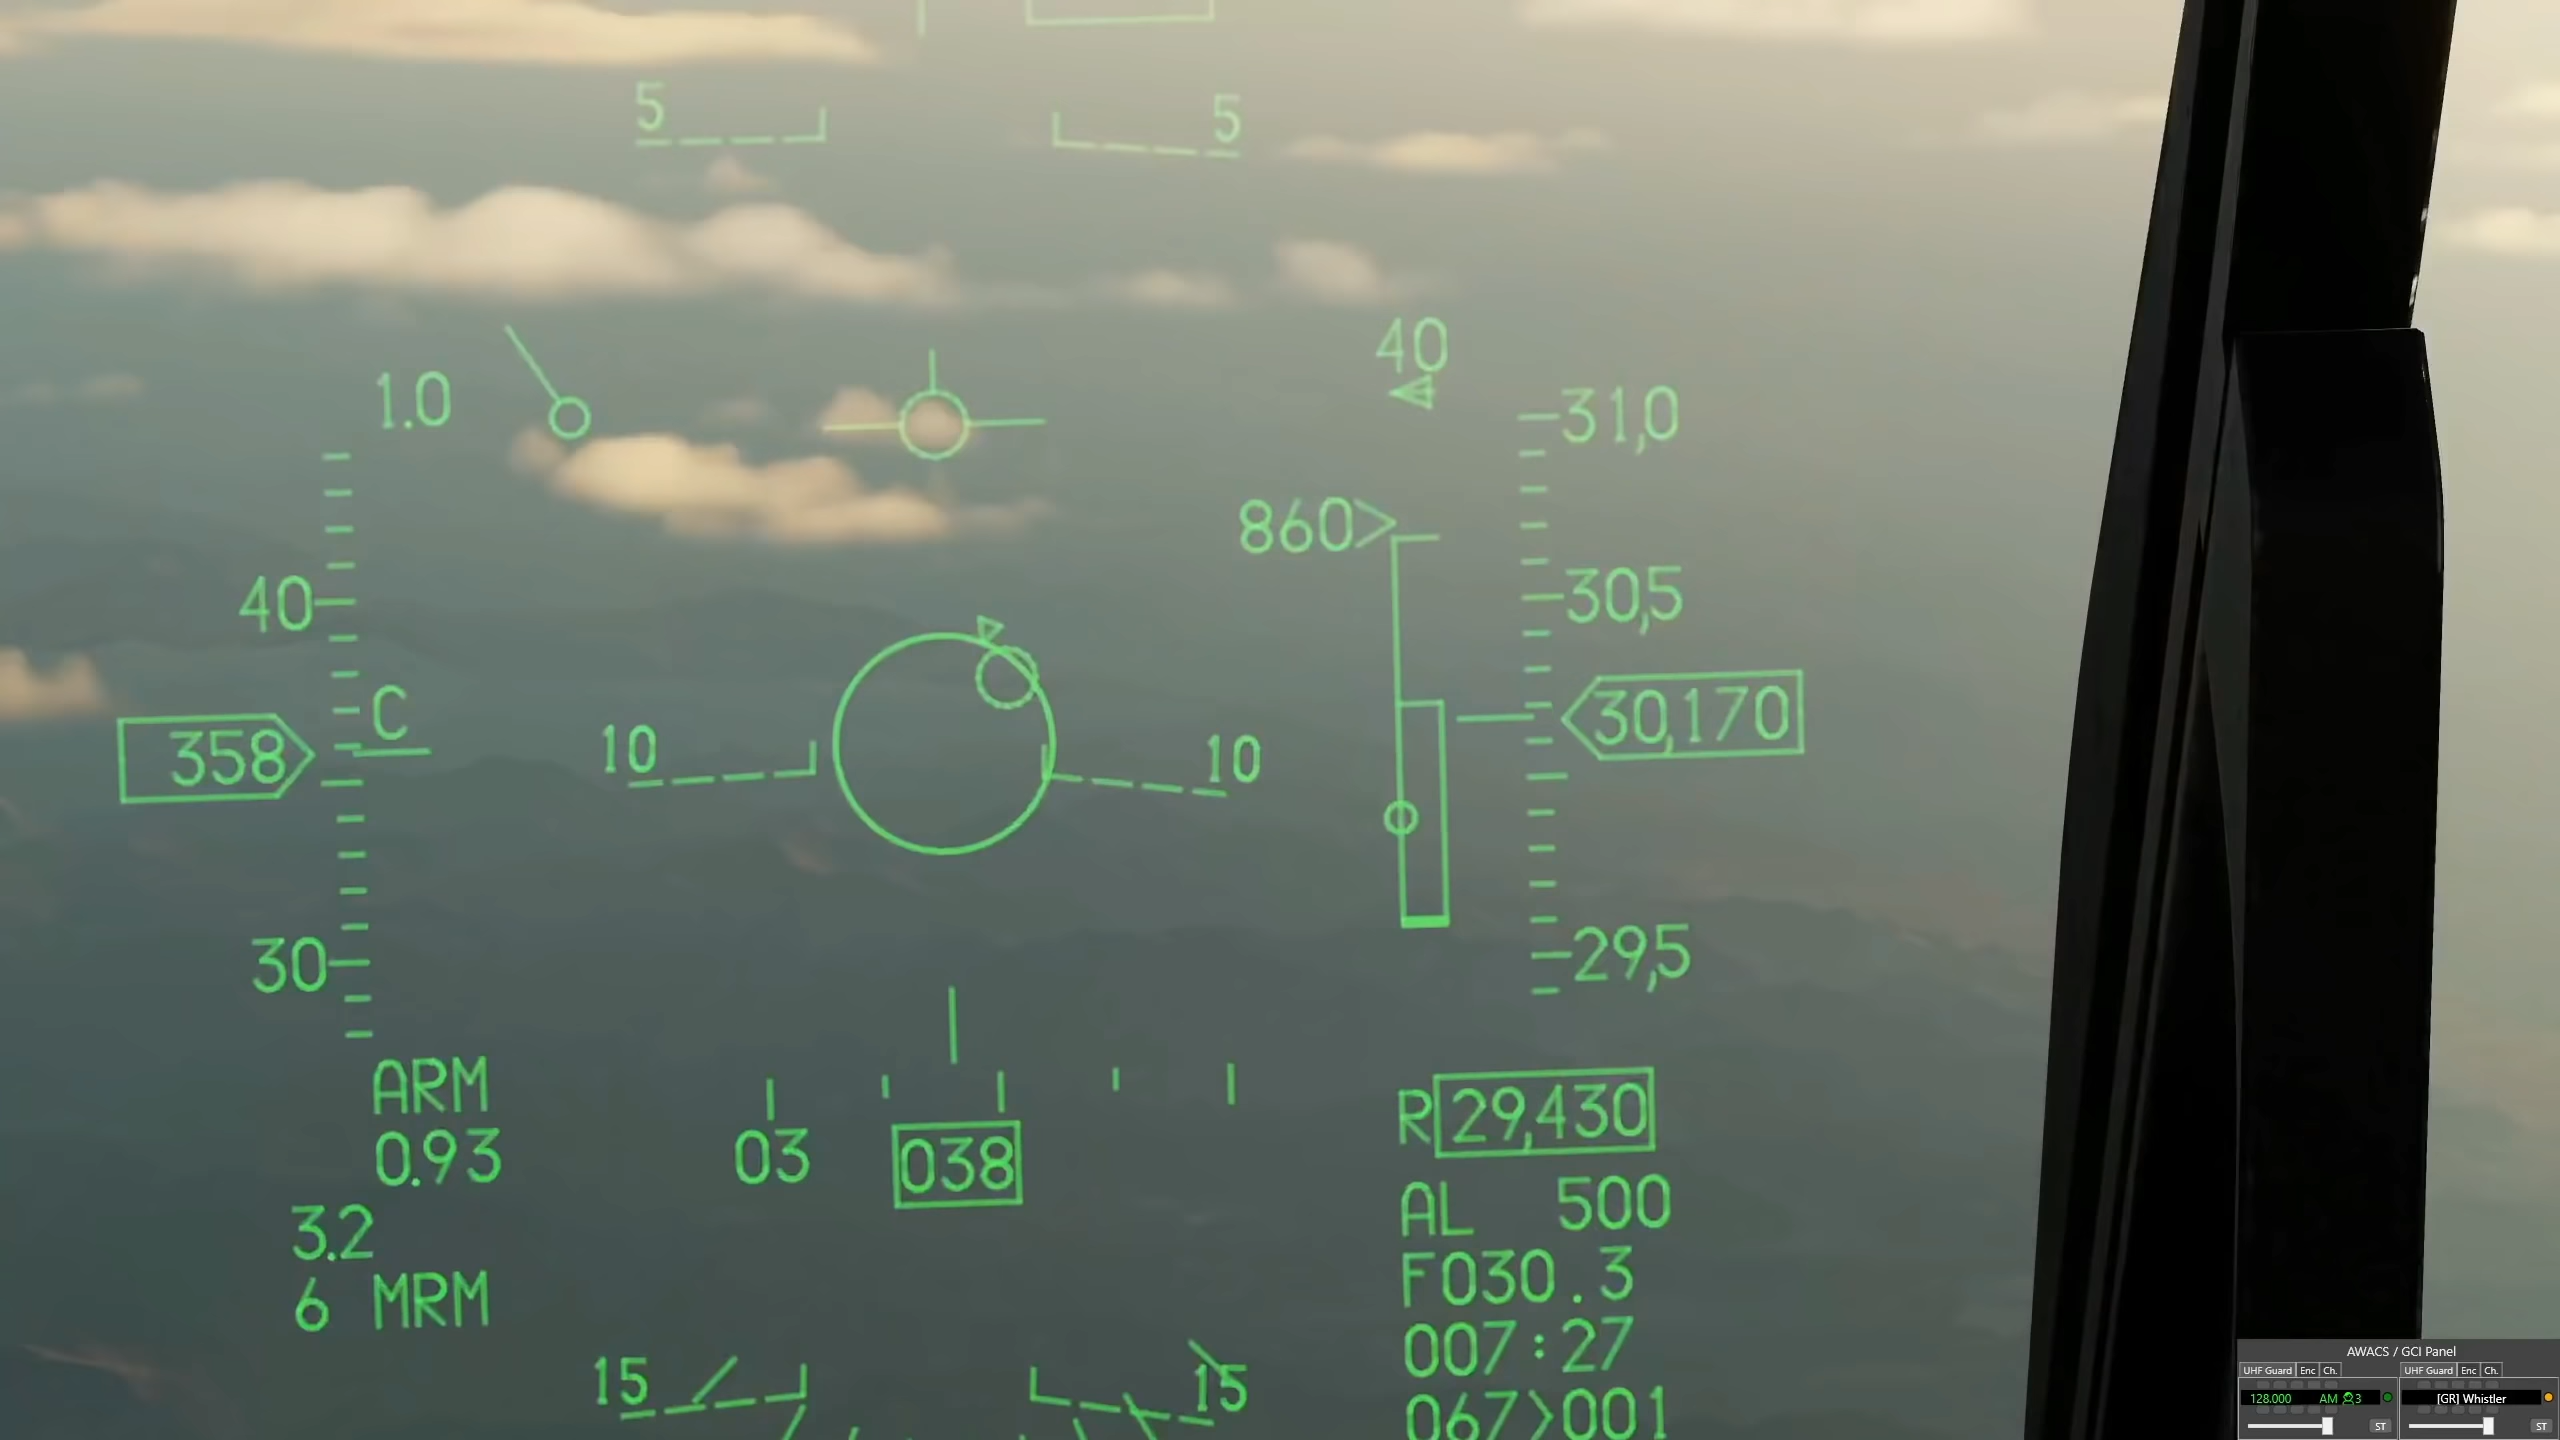 5 5
1.0
40
31,0
860>
40
30,5
C
358
30,170
10 10
30
29,5
ARM
0.93
03
038
R 29,430
3.2
AL 500
6 MRM
F030.3
007:27
15 15
067>001
AWACS / GCI Panel
UHF Guard Enc Ch.
UHF Guard Enc Ch.
128.000 AM 3
[GR] Whistler
ST
ST